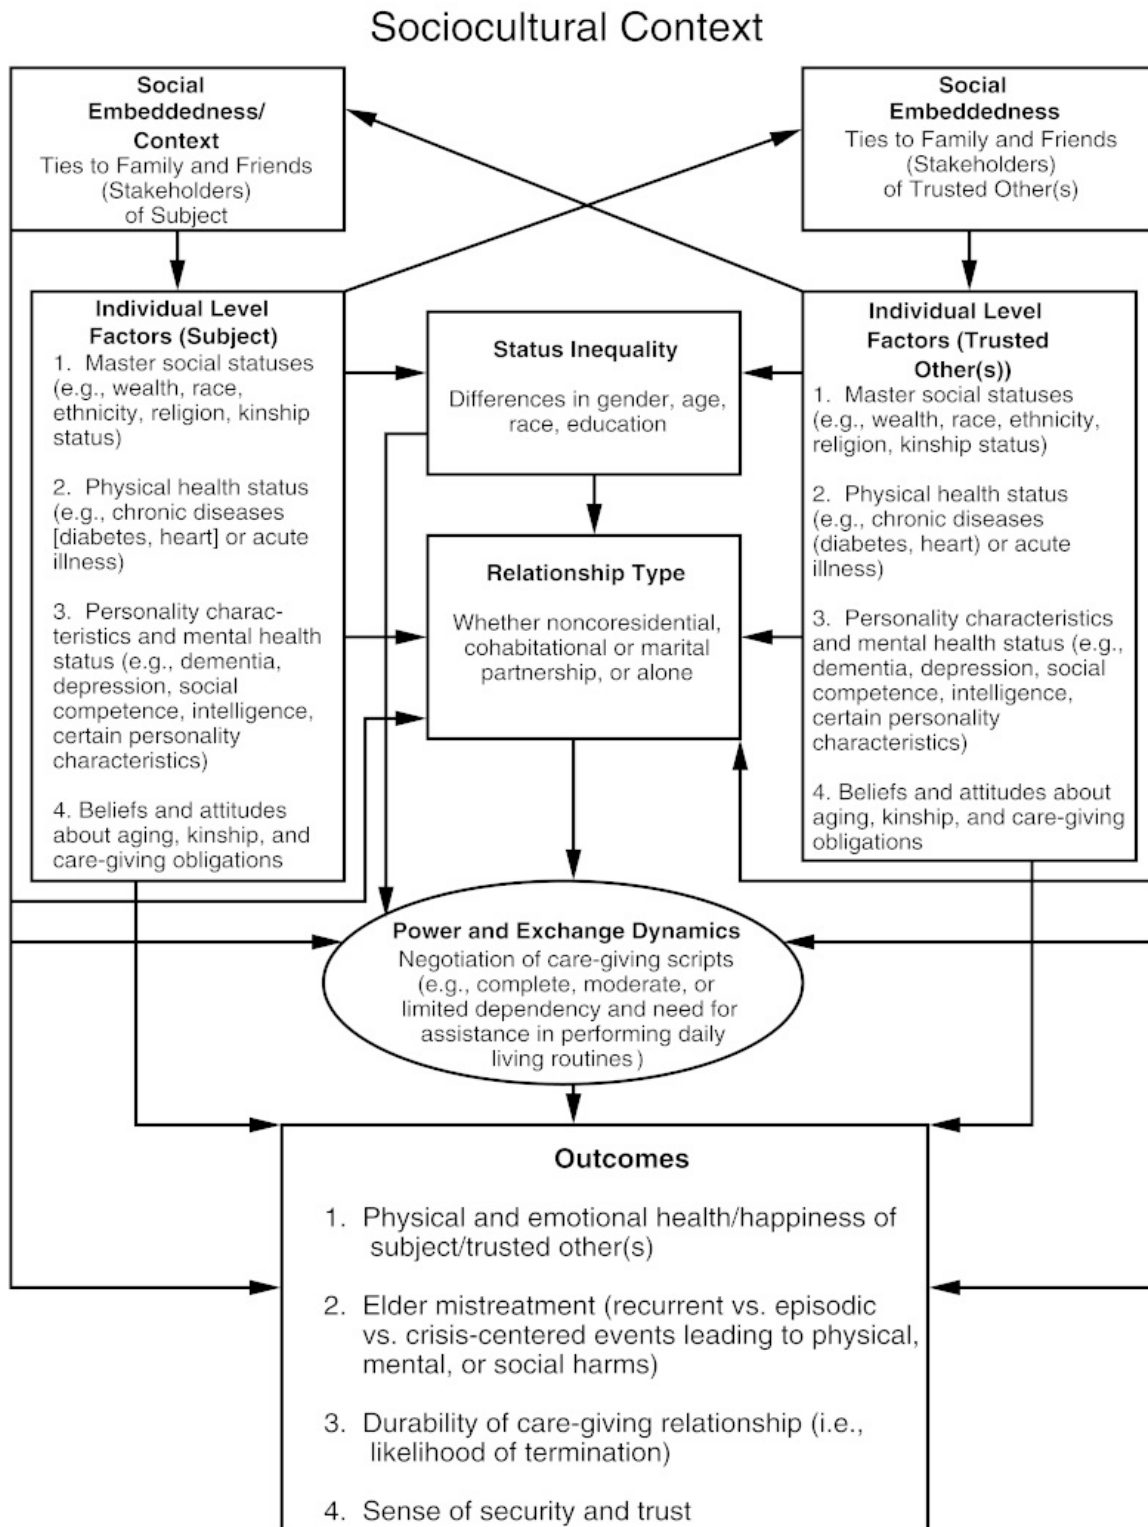 Sociocultural Context
Social
Embeddedness/
Context
Ties to Family and Friends
(Stakeholders)
of Subject
Social
Embeddedness
Ties to Family and Friends
(Stakeholders)
of Trusted Other(s)
Individual Level
Factors (Subject)
1. Master social statuses
(e.g., wealth, race,
ethnicity, religion, kinship
status)
2. Physical health status
(e.g., chronic diseases
[diabetes, heart] or acute
illness)
3. Personality charac-
teristics and mental health
status (e.g., dementia,
depression, social
competence, intelligence,
certain personality
characteristics)
4. Beliefs and attitudes
about aging, kinship, and
care-giving obligations
Status Inequality
Differences in gender, age,
race, education
Relationship Type
Whether noncoresidential,
cohabitational or marital
partnership, or alone
Individual Level
Factors (Trusted
Other(s))
1. Master social statuses
(e.g., wealth, race, ethnicity,
religion, kinship status)
2. Physical health status
(e.g., chronic diseases
(diabetes, heart) or acute
illness)
3. Personality characteristics
and mental health status (e.g.,
dementia, depression, social
competence, intelligence,
certain personality
characteristics)
4. Beliefs and attitudes about
aging, kinship, and care-giving
obligations
Power and Exchange Dynamics
Negotiation of care-giving scripts
(e.g., complete, moderate, or
limited dependency and need for
assistance in performing daily
living routines)
Outcomes
1. Physical and emotional health/happiness of
subject/trusted other(s)
2. Elder mistreatment (recurrent vs. episodic
vs. crisis-centered events leading to physical,
mental, or social harms)
3. Durability of care-giving relationship (i.e.,
likelihood of termination)
4. Sense of security and trust